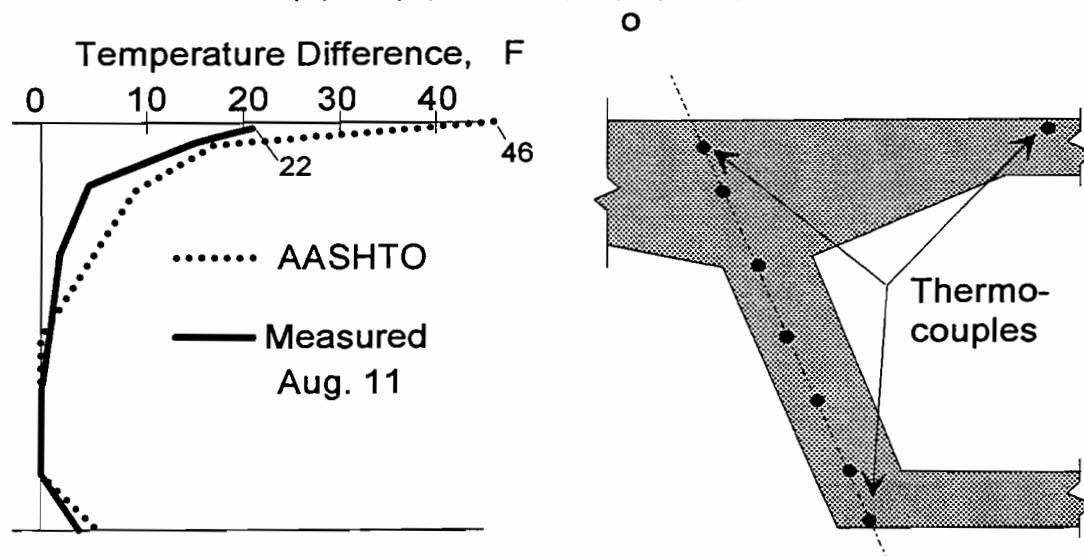 Temperature Difference, F
o
0 10 20 30 40
22
46
AASHTO
Measured
Aug. 11
Thermo-
couples